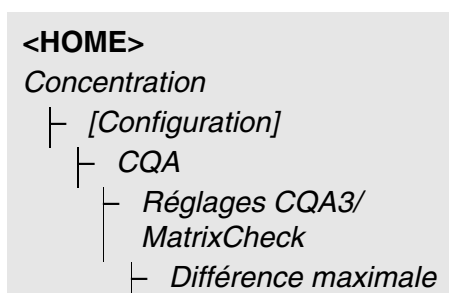 <HOME>
Concentration
[Configuration]
CQA
Réglages CQA3/
MatrixCheck
Différence maximale